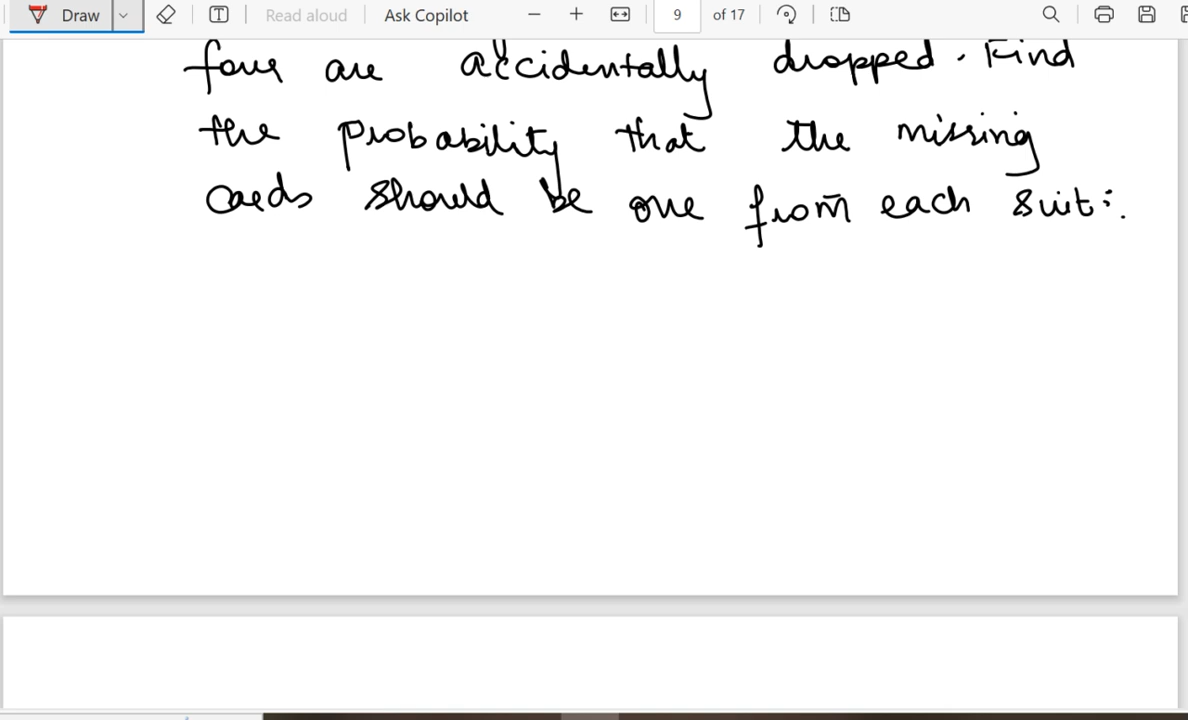 Draw
Read aloud
Ask Copilot
9
of 17
four are accidentally dropped. Find
the probability that the missing
cards should be one from each suit:.